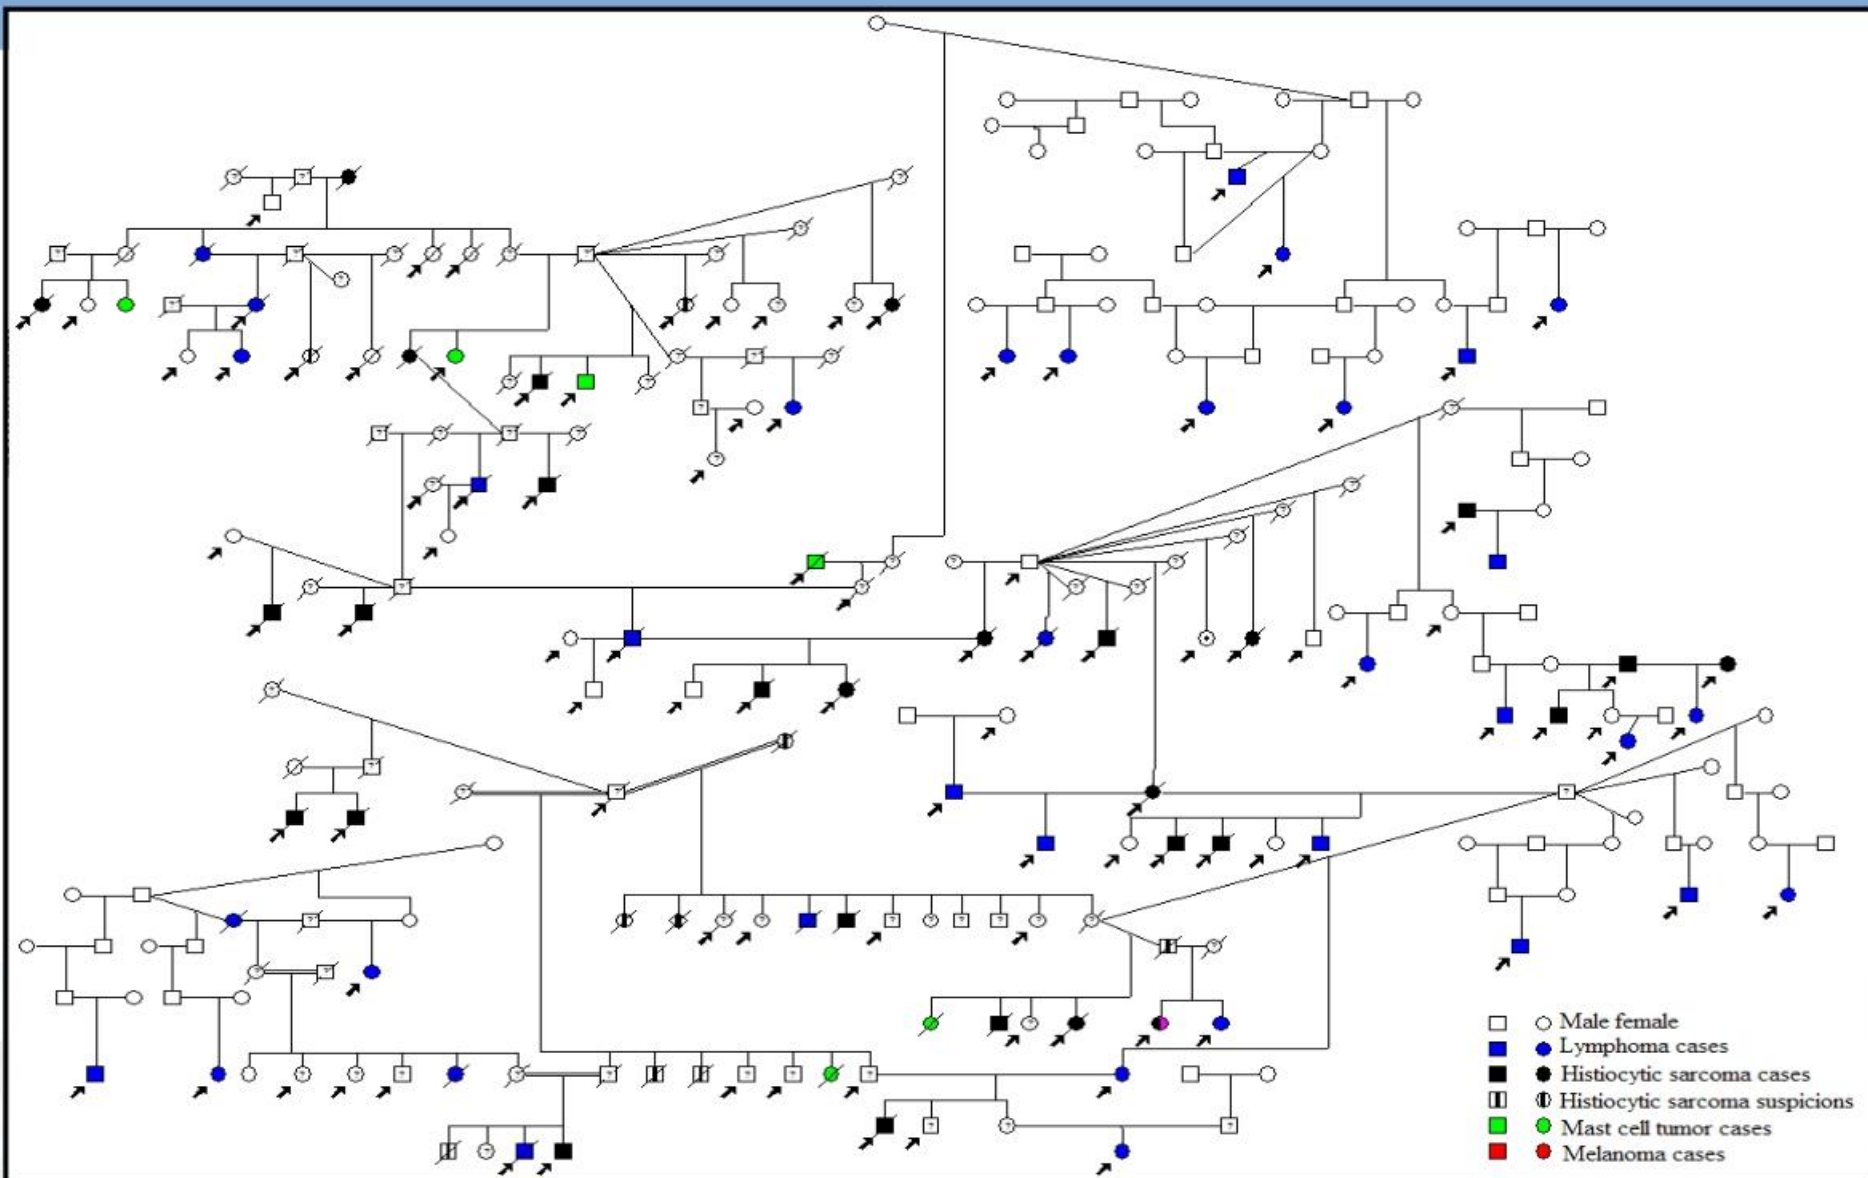 Male female
Lymphoma cases
Histiocytic sarcoma cases
Histiocytic sarcoma suspicions
Mast cell tumor cases
Melanoma cases